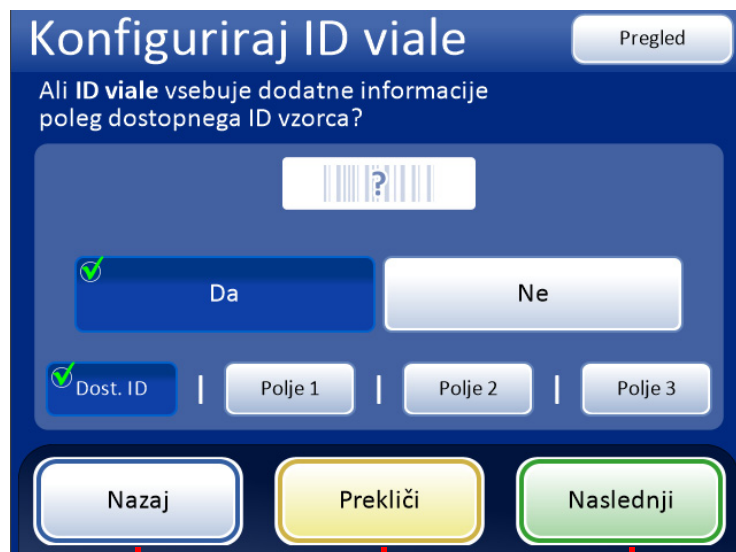 Konfiguriraj ID viale
Pregled
Ali ID viale vsebuje dodatne informacije
poleg dostopnega ID vzorca?
?
Da
Ne
Dost. ID | Polje 1 | Polje 2 | Polje 3
Nazaj
Prekliči
Naslednji